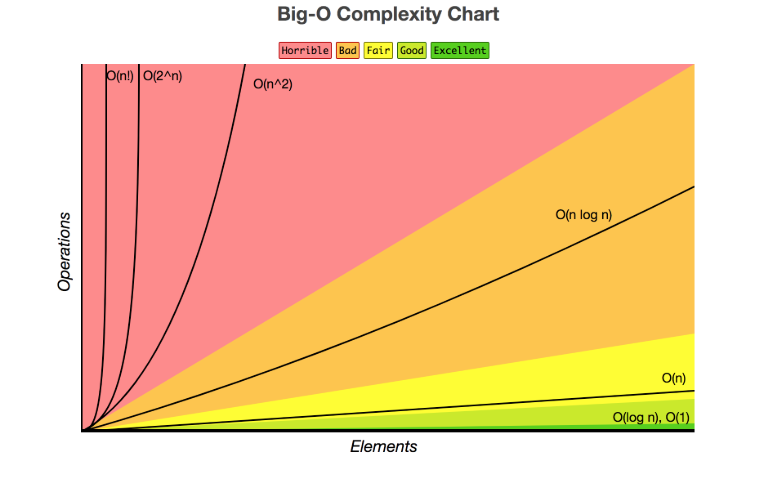 Big-O Complexity Chart
Horrible Bad Fair Good Excellent
O(n!) O(2^n)
O(n^2)
O(n log n)
Operations
O(n)
O(log n), O(1)
Elements